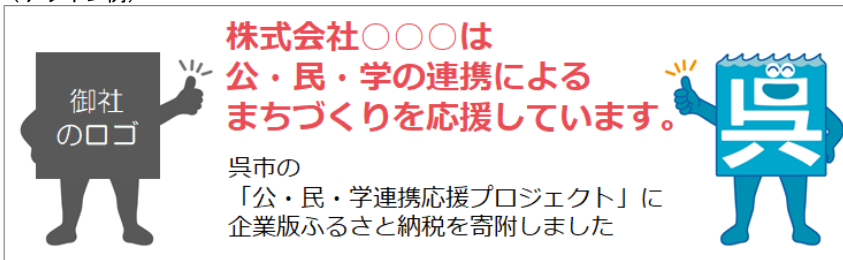 御社
のロゴ
株式会社○○○は
公・民・学の連携による
まちづくりを応援しています。
呉市の
「公・民・学連携応援プロジェクト」に
企業版ふるさと納税を寄附しました
呉